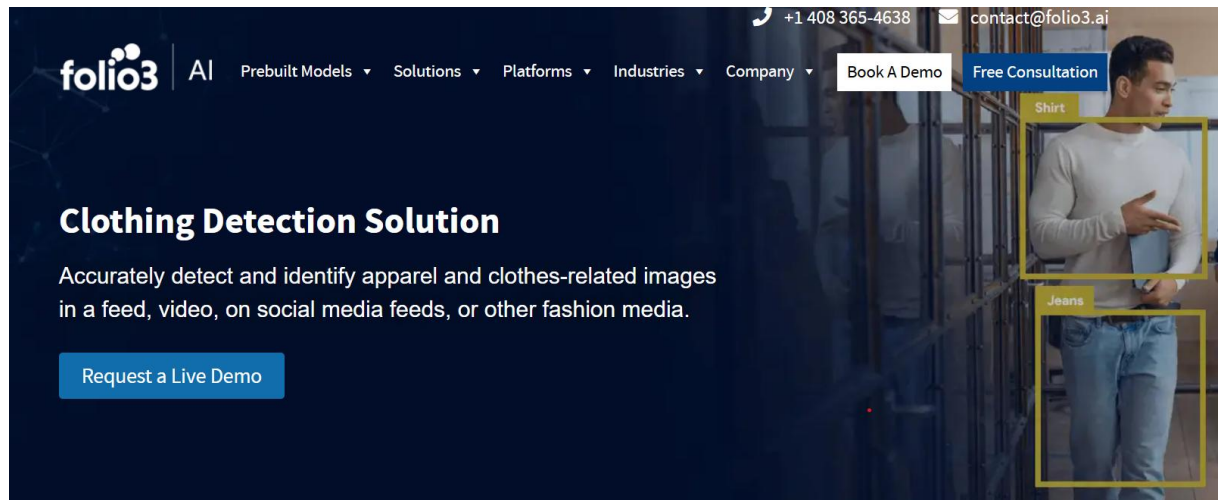 +1 408 365-4638 contact@folio3.ai
folio3 AI Prebuilt Models Solutions Platforms Industries Company Book A Demo Free Consultation
Shirt
Clothing Detection Solution
Accurately detect and identify apparel and clothes-related images
in a feed, video, on social media feeds, or other fashion media.
Jeans
Request a Live Demo